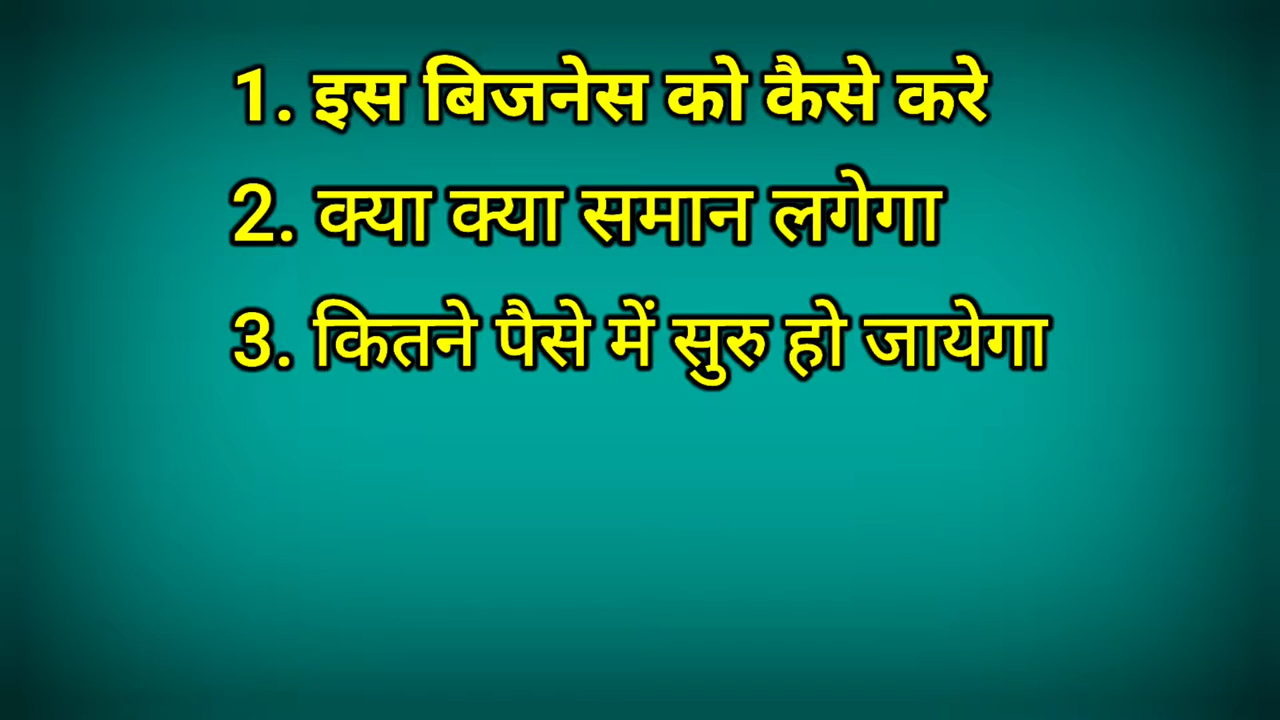 1. इस बिजनेस को कैसे करे
2. क्या क्या समान लगेगा
3. कितने पैसे में सुरु हो जायेगा